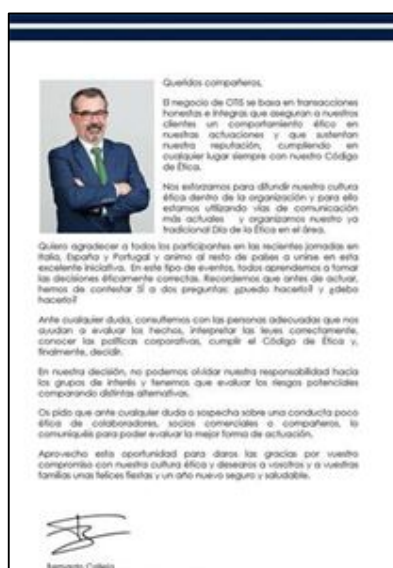 Queridos compañeros,
El negocio de OTIS se basa en transacciones
honestas e íntegras que aseguran a nuestros
clientes un comportamiento ético en
nuestras actuaciones y que sustentan
nuestra reputación, cumpliendo en
cualquier lugar siempre con nuestro Código
de Ética.
Nos esforzamos para difundir nuestra cultura
ética dentro de la organización y para ello
estamos utilizando vías de comunicación
más actuales y organizamos nuestro ya
tradicional Día de la Ética en el área.
Quiero agradecer a todos los participantes en las recientes jornadas en
Italia, España y Portugal y animo al resto de países a unirse en esta
excelente iniciativa. En este tipo de eventos, todos aprendemos a tomar
las decisiones éticamente correctas. Recordemos que antes de actuar,
hemos de contestar SÍ a dos preguntas: ¿puedo hacerlo? y ¿debo
hacerlo?
Ante cualquier duda, consultemos con las personas adecuadas que nos
ayudan a evaluar los hechos, interpretar las leyes correctamente,
conocer las políticas corporativas, cumplir el Código de Ética y,
finalmente, decidir.
En nuestra decisión, no podemos olvidar nuestra responsabilidad hacia
los grupos de interés y tenemos que evaluar los riesgos potenciales
comparando distintas alternativas.
Os pido que ante cualquier duda o sospecha sobre una conducta poco
ética de colaboradores, socios comerciales o compañeros, lo
comuniquéis para poder evaluar la mejor forma de actuación.
Aprovecho esta oportunidad para daros las gracias por vuestro
compromiso con nuestra cultura ética y desearos a vosotros y a vuestras
familias unas felices fiestas y un año nuevo seguro y saludable.
Bernardo Calleja